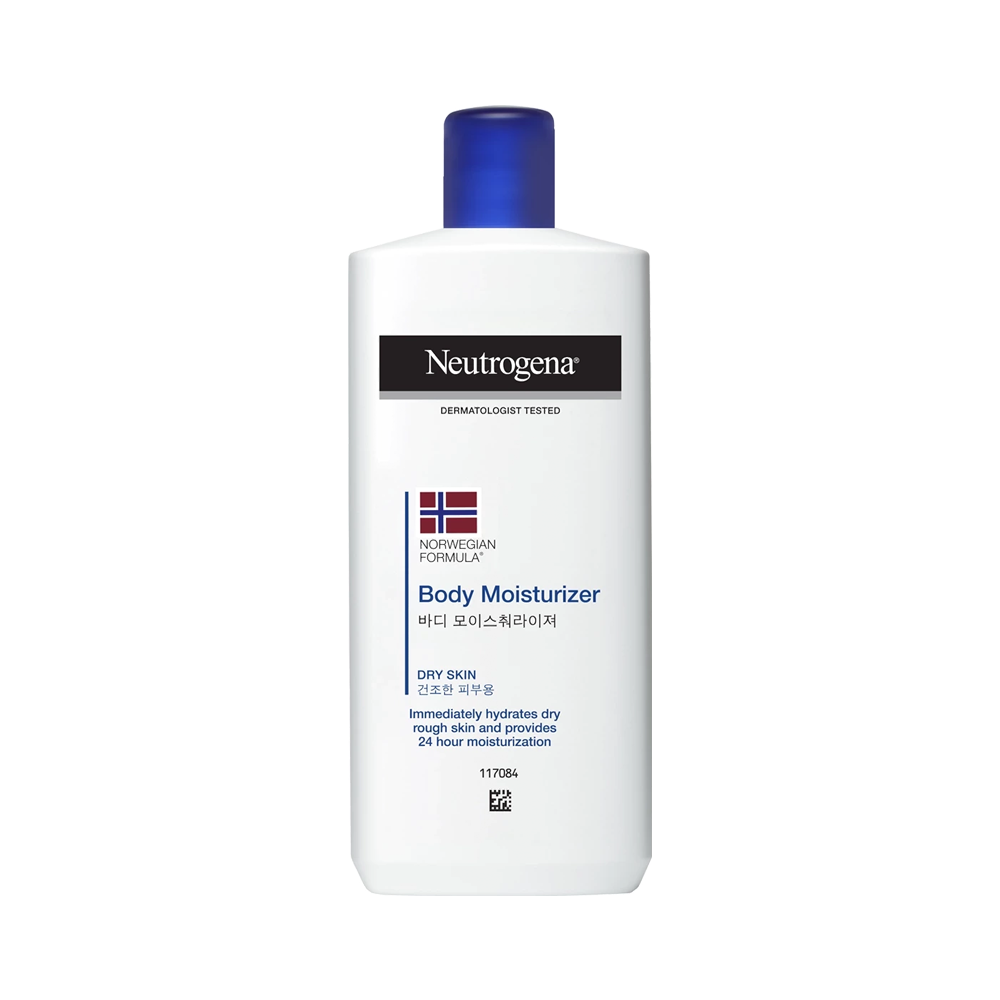 Neutrogena®
DERMATOLOGIST TESTED
NORWEGIAN
FORMULA®
Body Moisturizer
바디 모이스춰라이져
DRY SKIN
건조한 피부용
Immediately hydrates dry
rough skin and provides
24 hour moisturization
117084